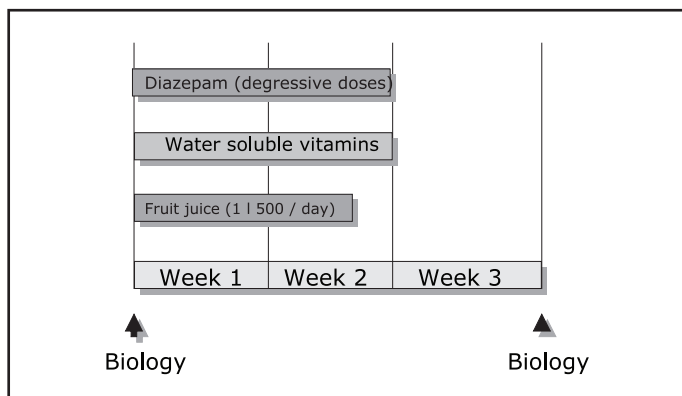 Diazepam (degressive doses)
Water soluble vitamins
Fruit juice (1 l 500 / day)
Week 1 Week 2 Week 3
Biology Biology